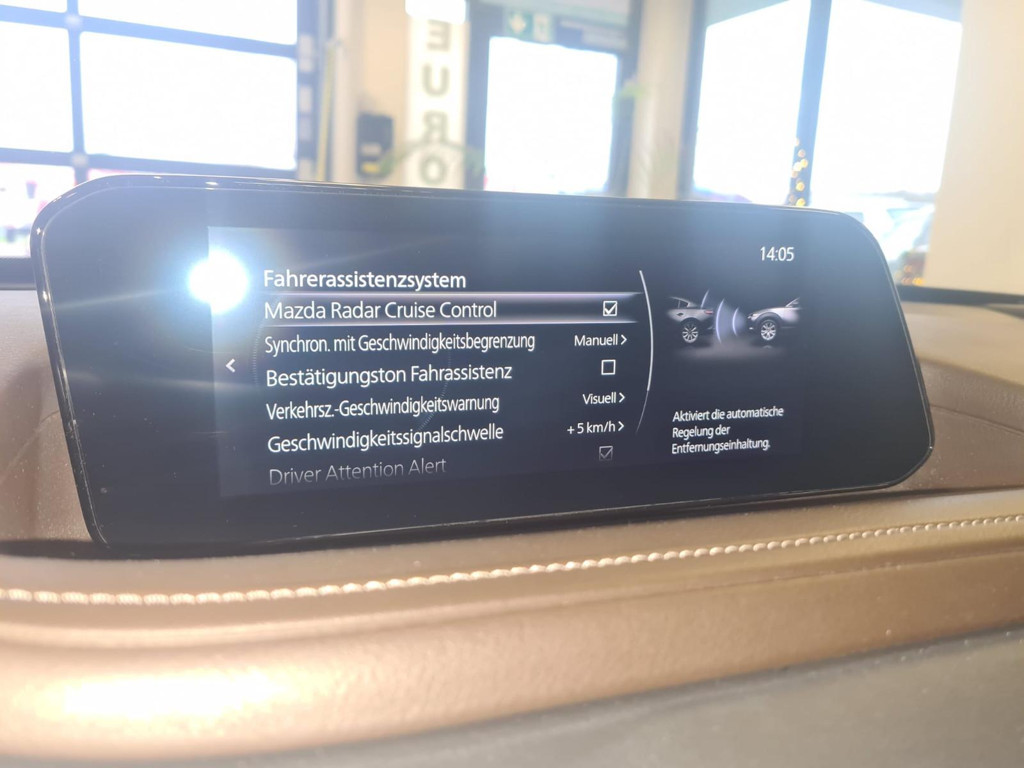 EURO
14:05
Fahrerassistenzsystem
Mazda Radar Cruise Control
Synchron. mit Geschwindigkeitsbegrenzung Manuell
Bestätigungston Fahrassistenz
Verkehrsz.-Geschwindigkeitswarnung Visuell
Geschwindigkeitssignalschwelle +5 km/h
Driver Attention Alert
Aktiviert die automatische
Regelung der
Entfernungseinhaltung.